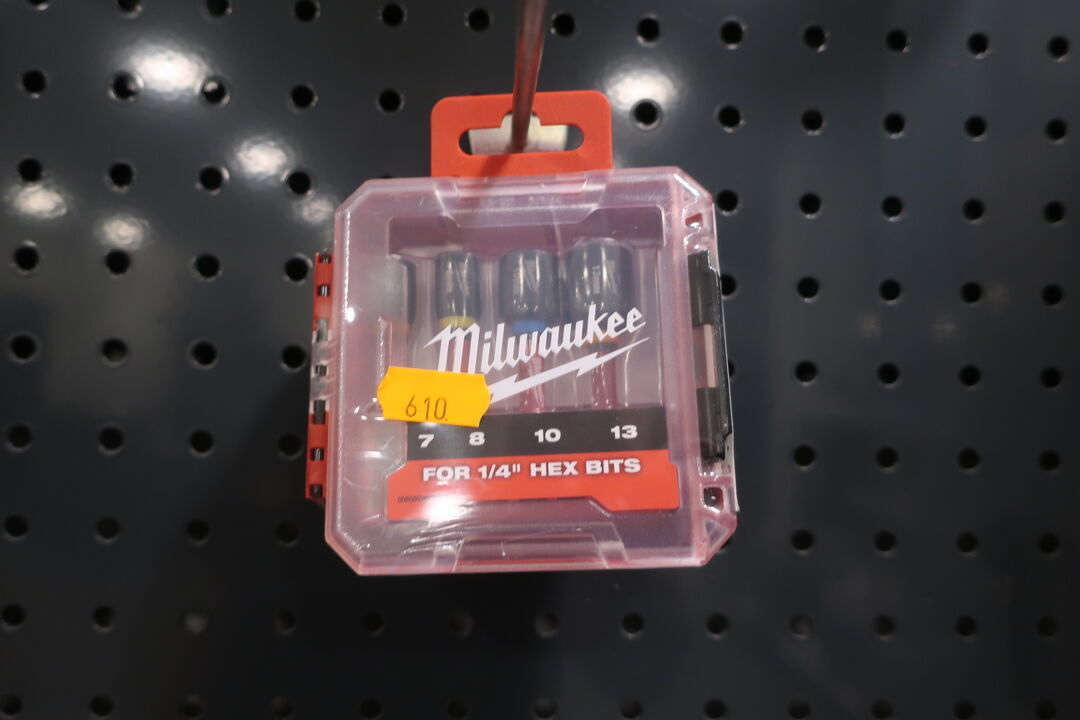 Milwaukee
610.
7 8 10 13
FOR 1/4" HEX BITS